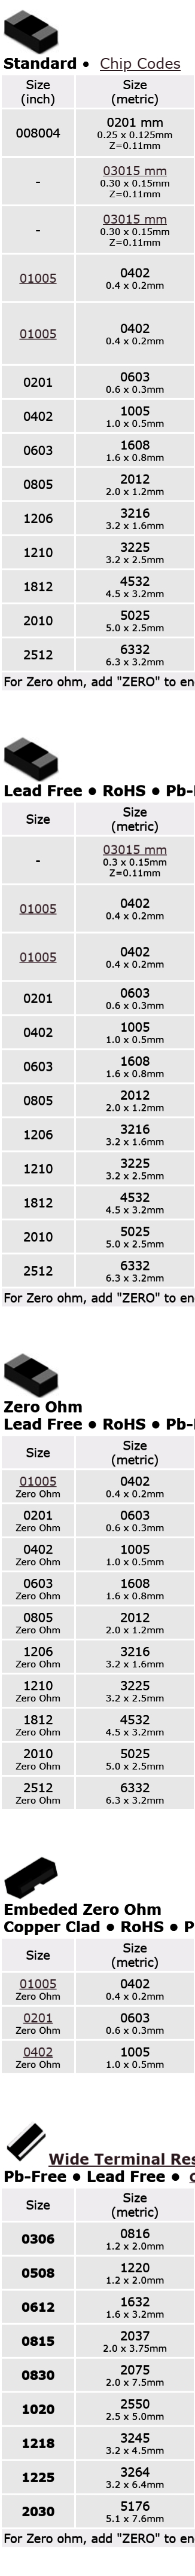 Standard • Chip Codes
Size (inch) Size (metric)
008004 0201 mm
0.25 x 0.125mm
Z=0.11mm
- 03015 mm
0.30 x 0.15mm
Z=0.11mm
- 03015 mm
0.30 x 0.15mm
Z=0.11mm
01005 0402
0.4 x 0.2mm
01005 0402
0.4 x 0.2mm
0201 0603
0.6 x 0.3mm
0402 1005
1.0 x 0.5mm
0603 1608
1.6 x 0.8mm
0805 2012
2.0 x 1.2mm
1206 3216
3.2 x 1.6mm
1210 3225
3.2 x 2.5mm
1812 4532
4.5 x 3.2mm
2010 5025
5.0 x 2.5mm
2512 6332
6.3 x 3.2mm
For Zero ohm, add "ZERO" to en
Lead Free ● RoHS ● Pb-
Size Size (metric)
- 03015 mm
0.3 x 0.15mm
Z=0.11mm
01005 0402
0.4 x 0.2mm
01005 0402
0.4 x 0.2mm
0201 0603
0.6 x 0.3mm
0402 1005
1.0 x 0.5mm
0603 1608
1.6 x 0.8mm
0805 2012
2.0 x 1.2mm
1206 3216
3.2 x 1.6mm
1210 3225
3.2 x 2.5mm
1812 4532
4.5 x 3.2mm
2010 5025
5.0 x 2.5mm
2512 6332
6.3 x 3.2mm
For Zero ohm, add "ZERO" to en
Zero Ohm
Lead Free ● RoHS ● Pb-
Size Size (metric)
01005 0402
Zero Ohm 0.4 x 0.2mm
0201 0603
Zero Ohm 0.6 x 0.3mm
0402 1005
Zero Ohm 1.0 x 0.5mm
0603 1608
Zero Ohm 1.6 x 0.8mm
0805 2012
Zero Ohm 2.0 x 1.2mm
1206 3216
Zero Ohm 3.2 x 1.6mm
1210 3225
Zero Ohm 3.2 x 2.5mm
1812 4532
Zero Ohm 4.5 x 3.2mm
2010 5025
Zero Ohm 5.0 x 2.5mm
2512 6332
Zero Ohm 6.3 x 3.2mm
Embeded Zero Ohm
Copper Clad ● RoHS ● P
Size Size (metric)
01005 0402
Zero Ohm 0.4 x 0.2mm
0201 0603
Zero Ohm 0.6 x 0.3mm
0402 1005
Zero Ohm 1.0 x 0.5mm
Wide Terminal Res
Pb-Free ● Lead Free ●
Size Size (metric)
0306 0816
1.2 x 2.0mm
0508 1220
1.2 x 2.0mm
0612 1632
1.6 x 3.2mm
0815 2037
2.0 x 3.75mm
0830 2075
2.0 x 7.5mm
1020 2550
2.5 x 5.0mm
1218 3245
3.2 x 4.5mm
1225 3264
3.2 x 6.4mm
2030 5176
5.1 x 7.6mm
For Zero ohm, add "ZERO" to en